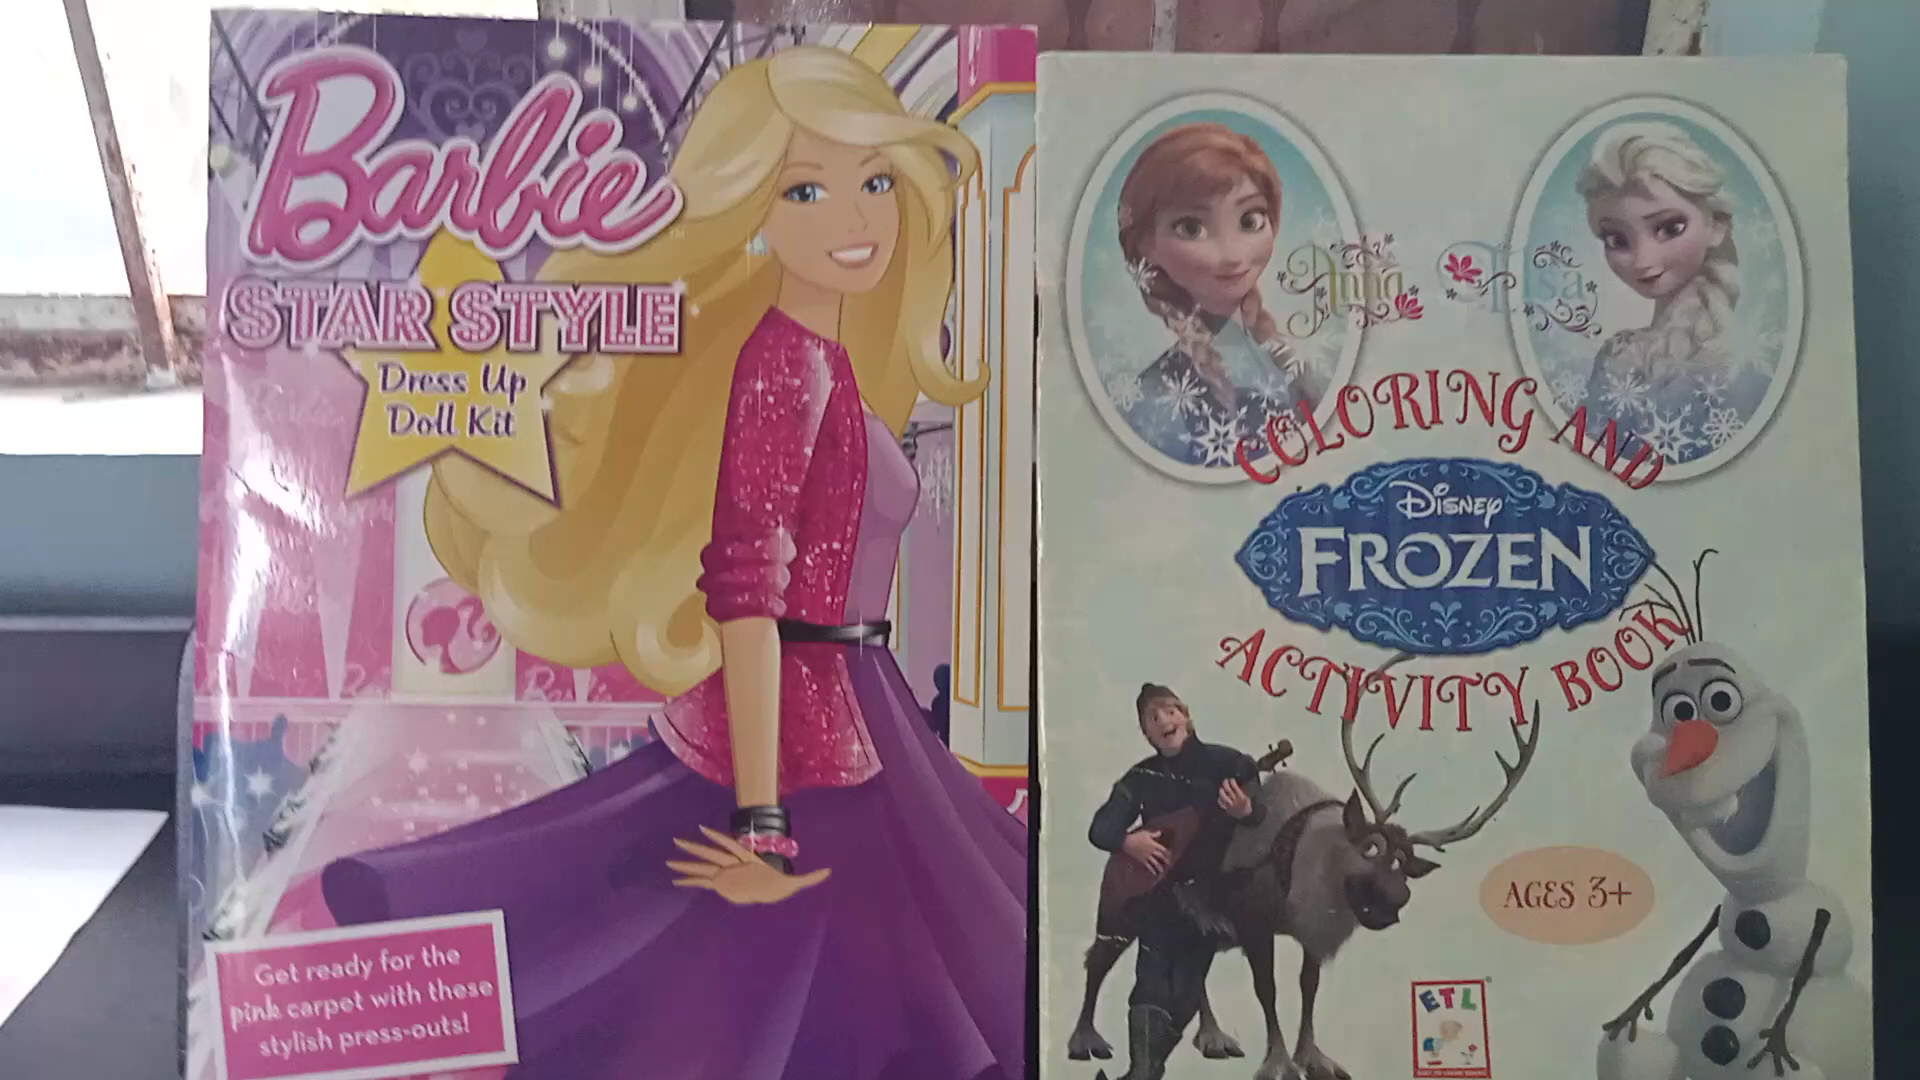 Barbie
STAR STYLE
Dress Up
Doll Kit
Barbie
Get ready for the
pink carpet with these
stylish press-outs!
Anna
Elsa
COLORING AND
DISNEY
FROZEN
ACTIVITY BOOK
AGES 3+
ETL